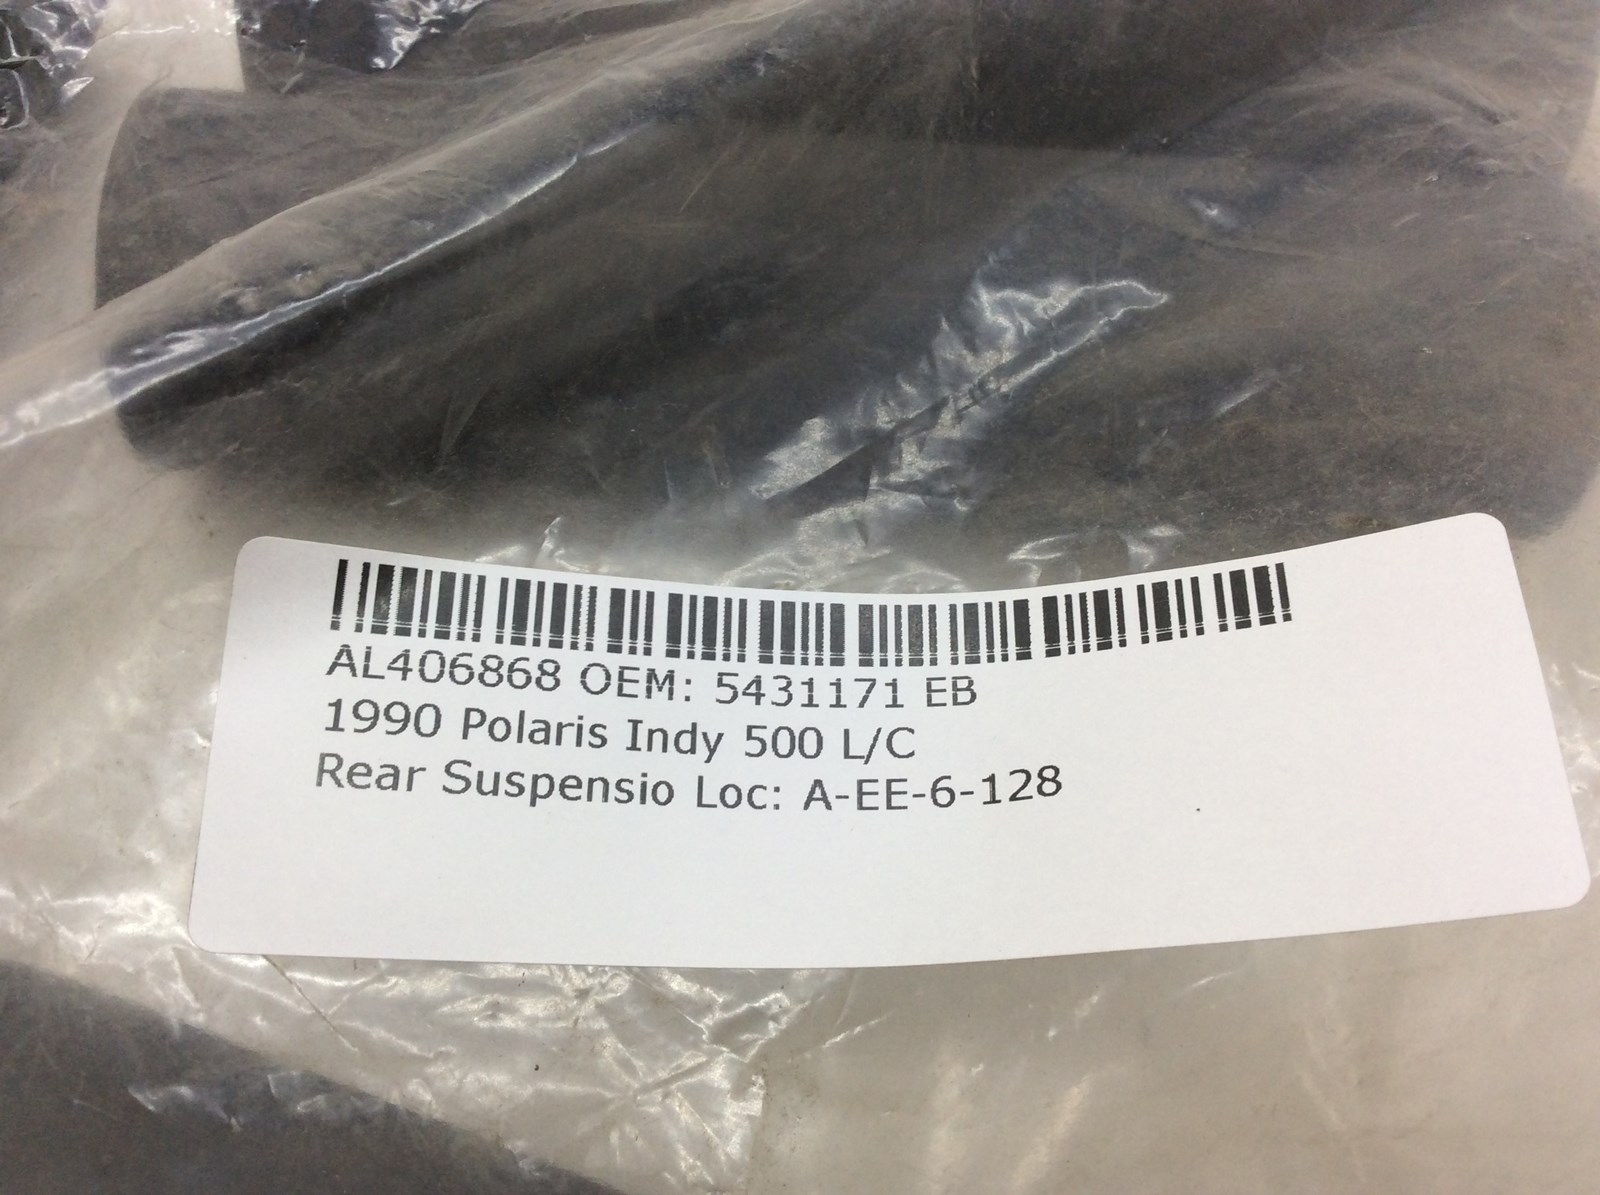 AL406868 OEM: 5431171 EB
1990 Polaris Indy 500 L/C
Rear Suspensio Loc: A-EE-6-128